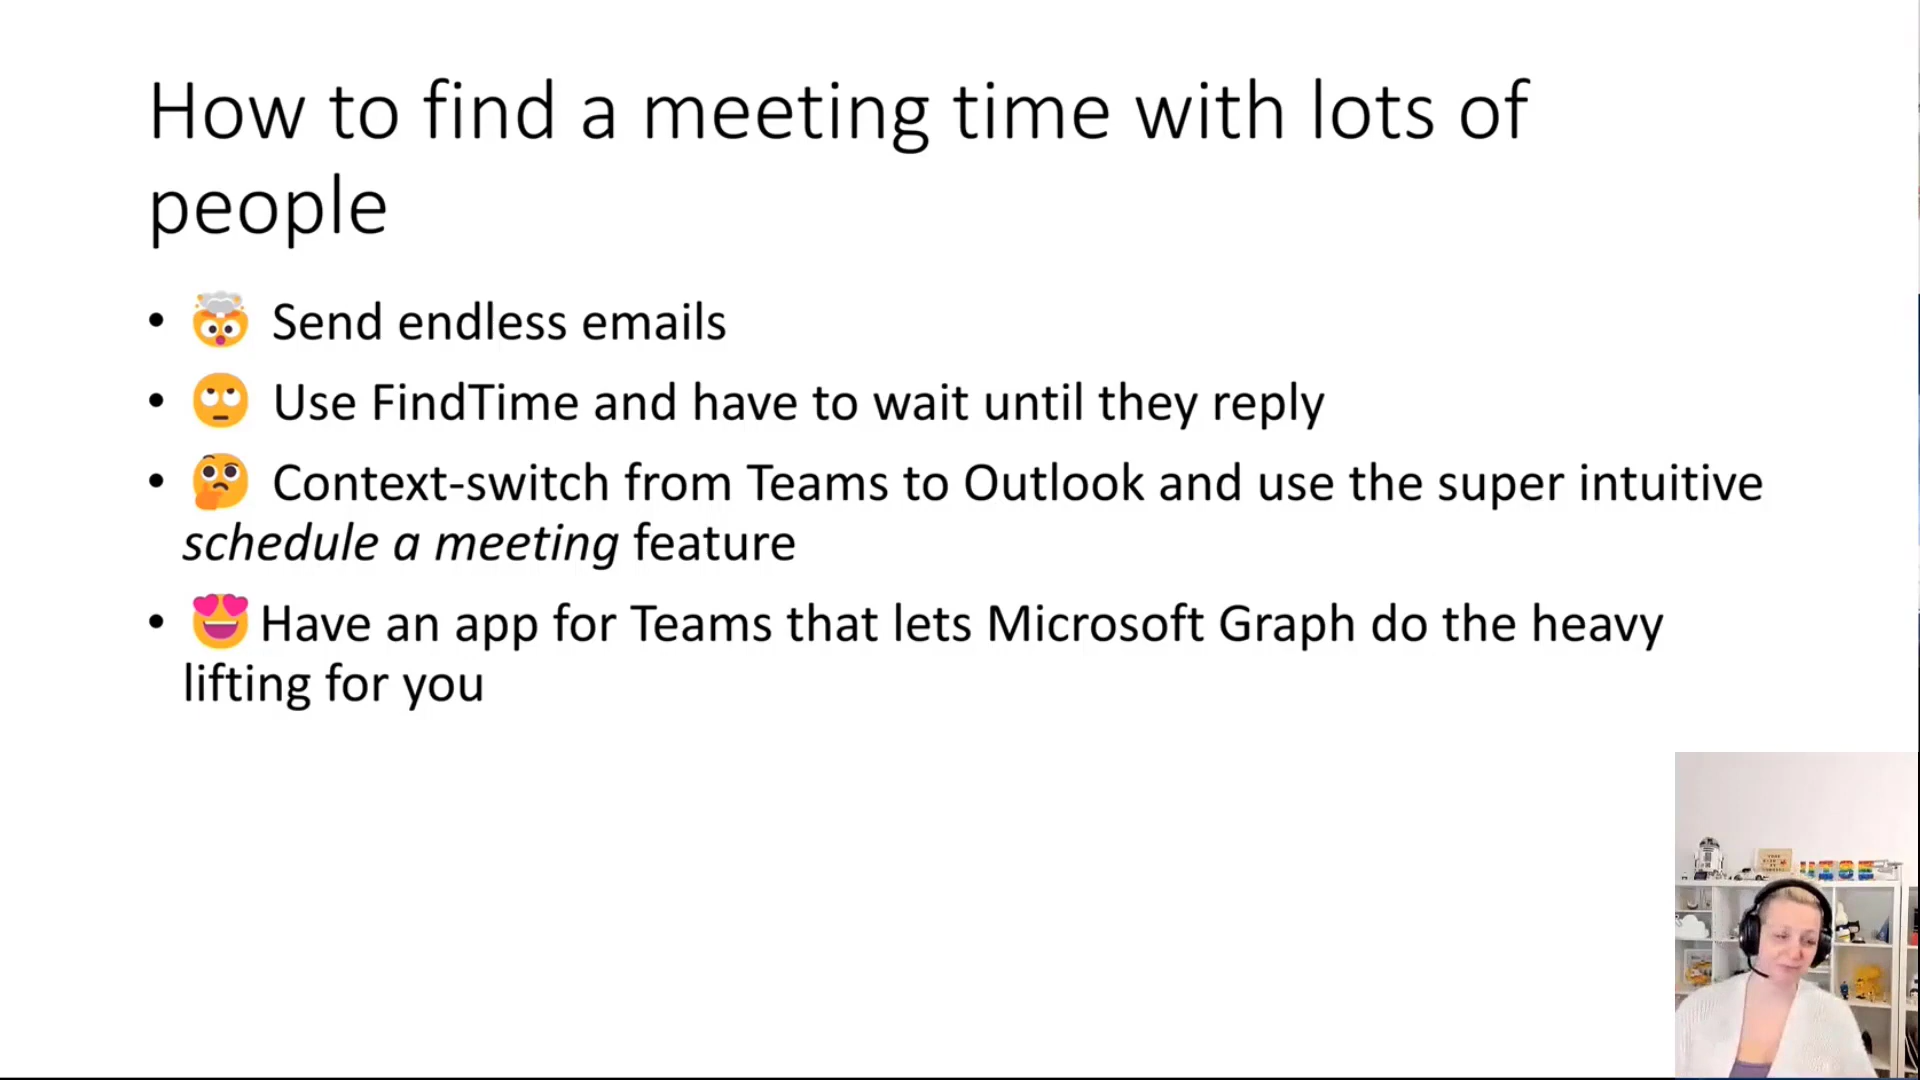 How to find a meeting time with lots of
people
• 🤯 Send endless emails
• 🙄 Use FindTime and have to wait until they reply
• 🤔 Context-switch from Teams to Outlook and use the super intuitive
schedule a meeting feature
• 😍 Have an app for Teams that lets Microsoft Graph do the heavy
lifting for you